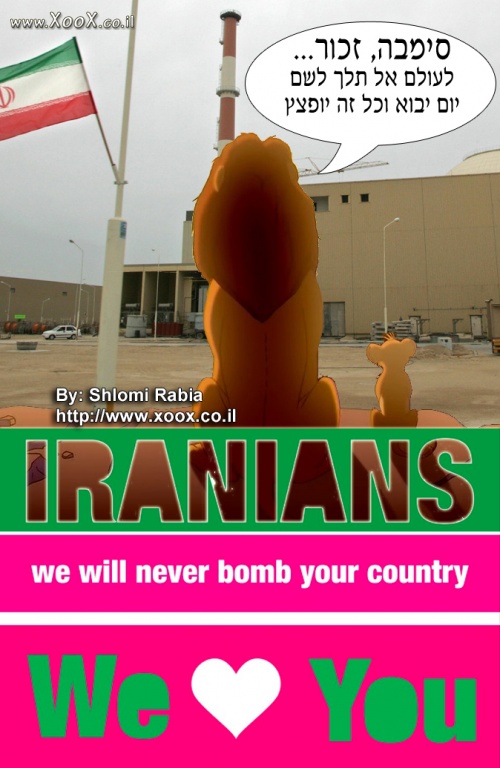 www.XooX.co.il
סימבה, זכור...
לעולם אל תלך לשם
יום יבוא וכל זה יופצץ
By: Shlomi Rabia
http://www.xoox.co.il
IRANIANS
we will never bomb your country
We You